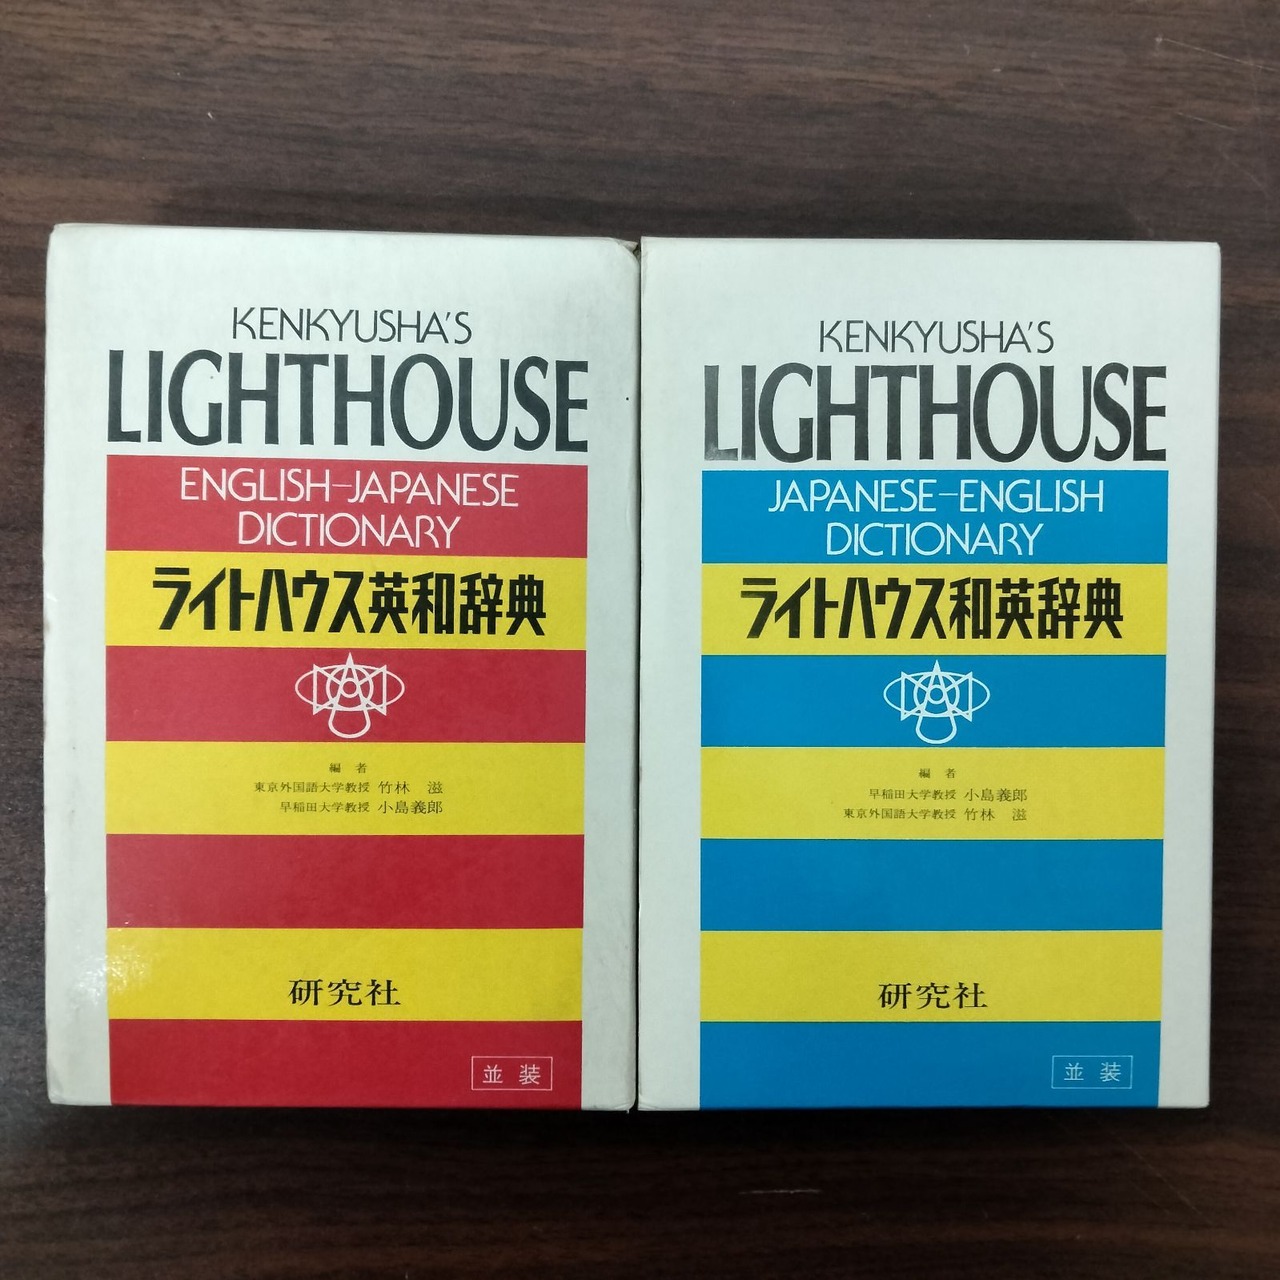 KENKYUSHA'S
LIGHTHOUSE
ENGLISH-JAPANESE
DICTIONARY
ライトハウス英和辞典
編 者
東京外国語大学教授 竹林 滋
早稲田大学教授 小島義郎
研究社
並装
KENKYUSHA'S
LIGHTHOUSE
JAPANESE-ENGLISH
DICTIONARY
ライトハウス和英辞典
編 者
早稲田大学教授 小島義郎
東京外国語大学教授 竹林 滋
研究社
並装